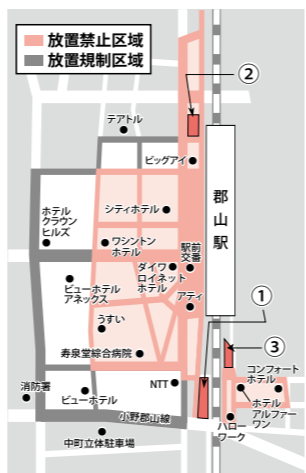 放置禁止区域
放置規制区域
②
テアトル
ビッグアイ
郡山駅
シティホテル
ホテル
クラウン
ヒルズ
ワシントン
ホテル
駅前
交番
ダイワ
ロイネット
ホテル
ビューホテル
アネックス
アティ
①
うすい
③
寿泉堂綜合病院
コンフォート
ホテル
NTT
消防署
ビューホテル
ホテル
アルファー
ワン
小野郡山線
ハロー
ワーク
中町立体駐車場